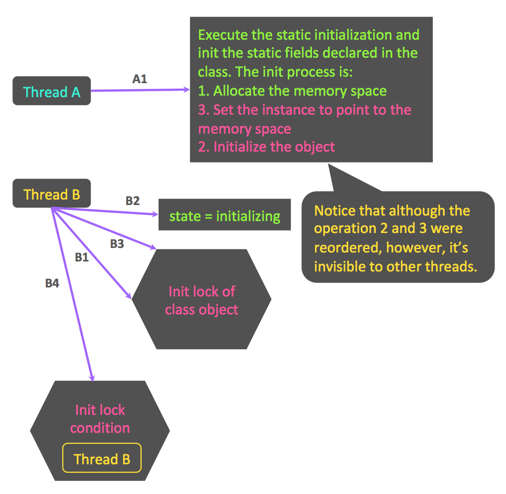 Execute the static initialization and
init the static fields declared in the
class. The init process is:
1. Allocate the memory space
3. Set the instance to point to the
memory space
2. Initialize the object
A1
Thread A
Thread B
B2
state = initializing
B3
B1
B4
Notice that although the
operation 2 and 3 were
reordered, however, it's
invisible to other threads.
Init lock of
class object
Init lock
condition
Thread B